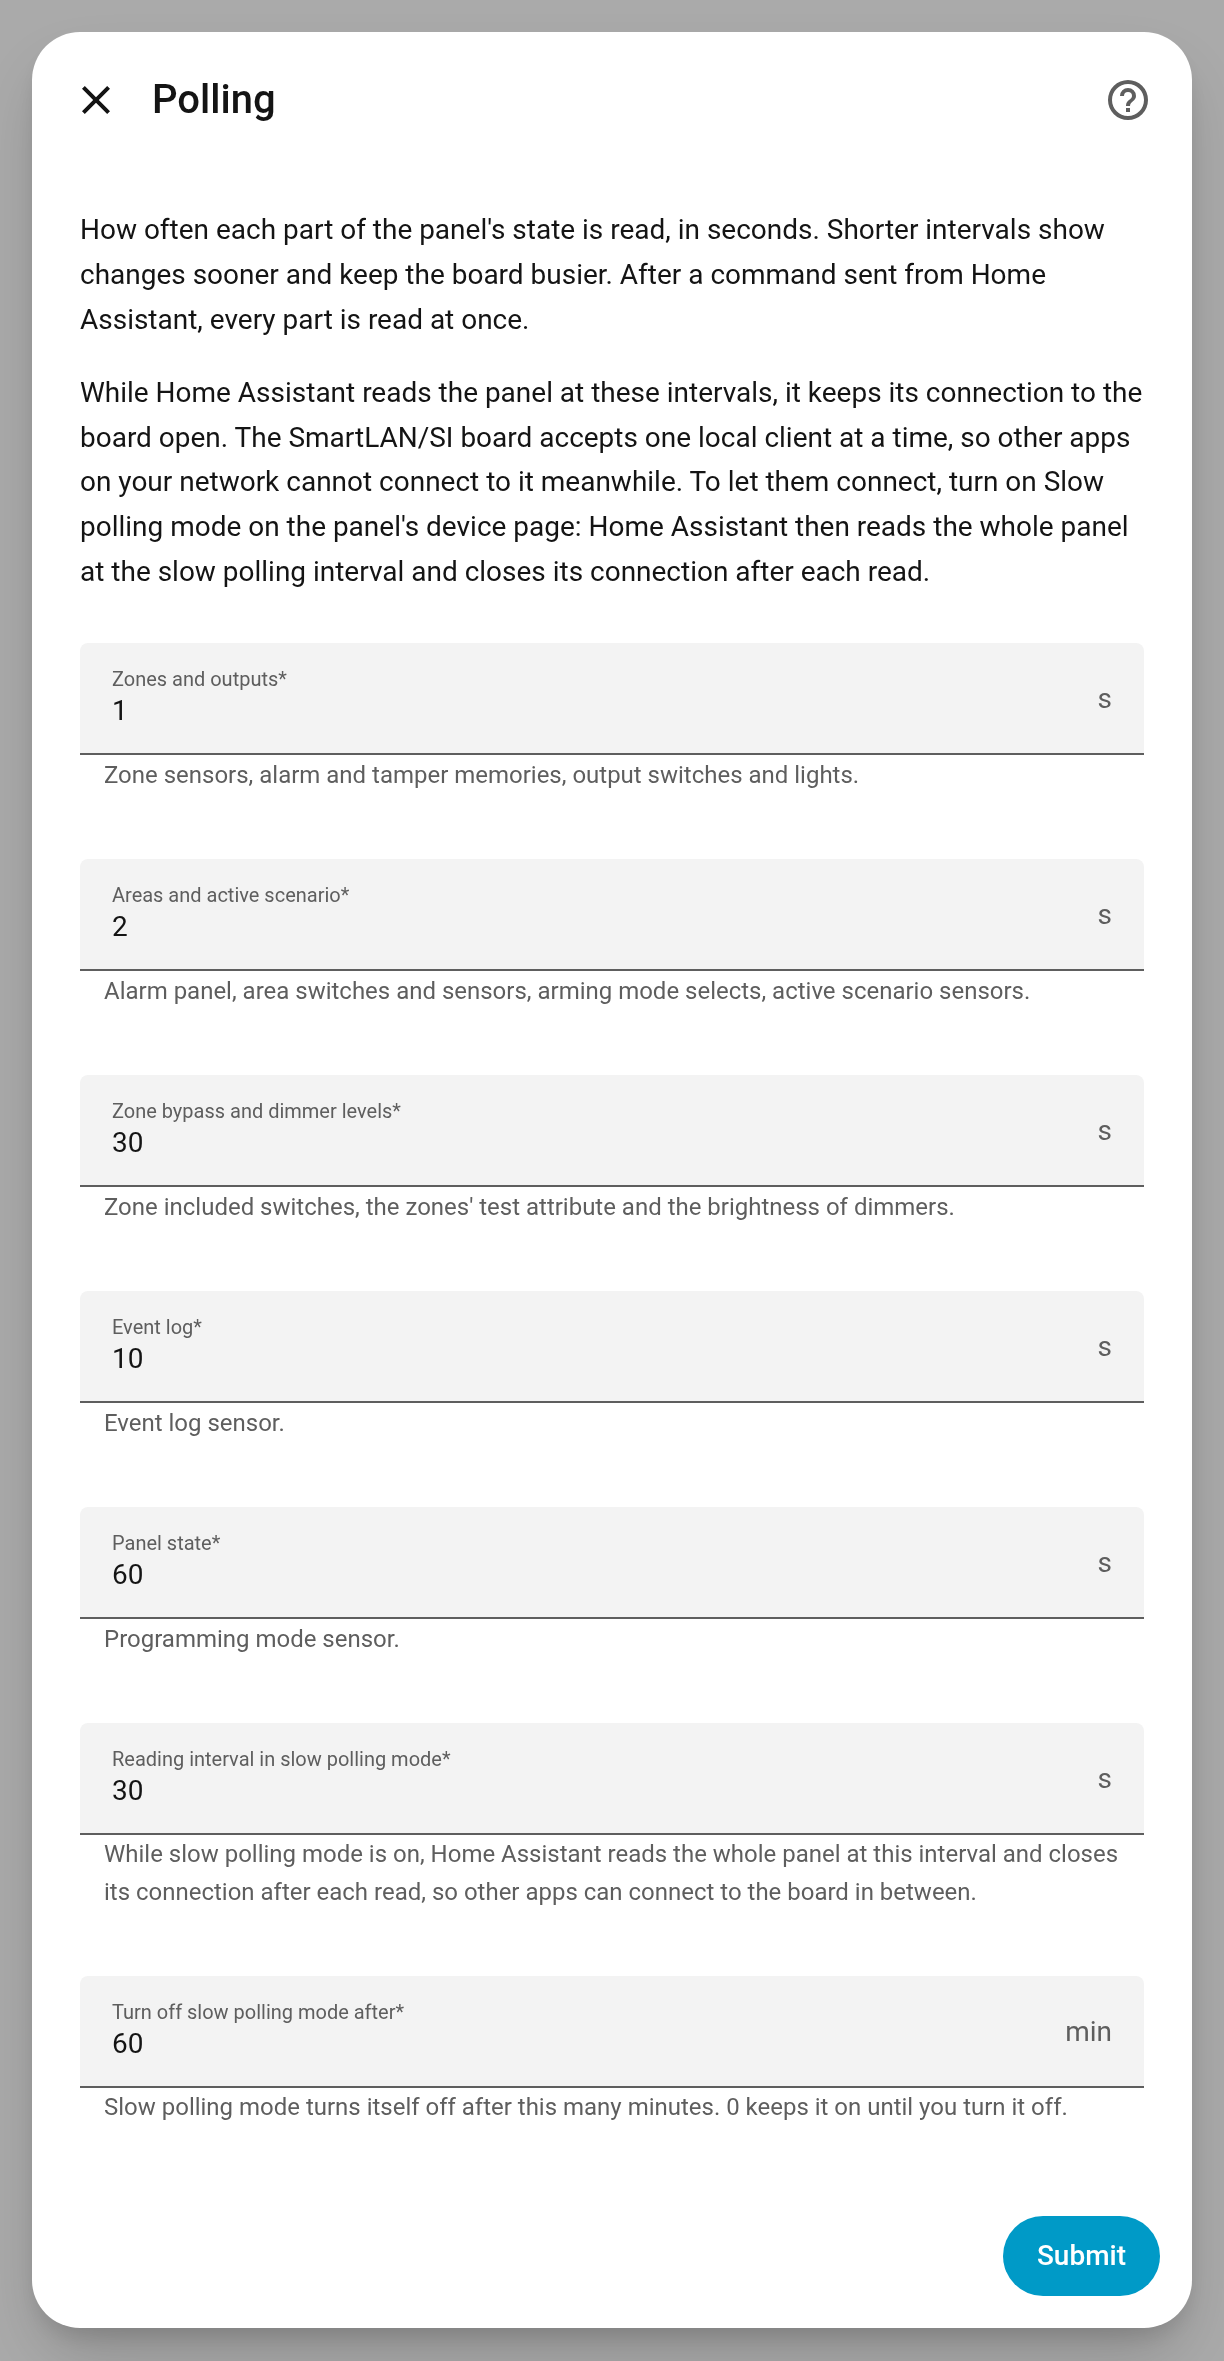 Polling
How often each part of the panel's state is read, in seconds. Shorter intervals show
changes sooner and keep the board busier. After a command sent from Home
Assistant, every part is read at once.
While Home Assistant reads the panel at these intervals, it keeps its connection to the
board open. The SmartLAN/SI board accepts one local client at a time, so other apps
on your network cannot connect to it meanwhile. To let them connect, turn on Slow
polling mode on the panel's device page: Home Assistant then reads the whole panel
at the slow polling interval and closes its connection after each read.
Zones and outputs*
1 s
Zone sensors, alarm and tamper memories, output switches and lights.
Areas and active scenario*
2 s
Alarm panel, area switches and sensors, arming mode selects, active scenario sensors.
Zone bypass and dimmer levels*
30 s
Zone included switches, the zones' test attribute and the brightness of dimmers.
Event log*
10 s
Event log sensor.
Panel state*
60 s
Programming mode sensor.
Reading interval in slow polling mode*
30 s
While slow polling mode is on, Home Assistant reads the whole panel at this interval and closes
its connection after each read, so other apps can connect to the board in between.
Turn off slow polling mode after*
60 min
Slow polling mode turns itself off after this many minutes. 0 keeps it on until you turn it off.
Submit